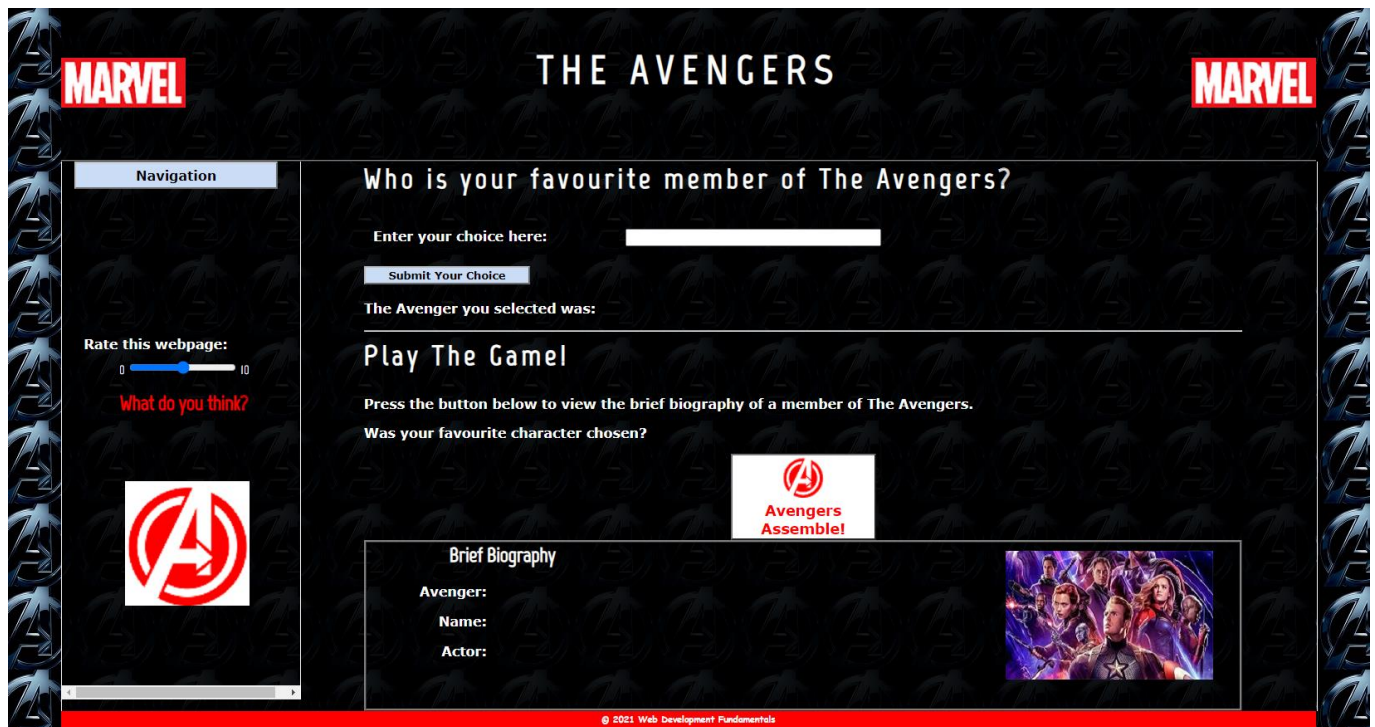 MARVEL
THE AVENGERS
MARVEL
Navigation
Rate this webpage:
0 10
What do you think?
Who is your favourite member of The Avengers?
Enter your choice here:
Submit Your Choice
The Avenger you selected was:
Play The Game!
Press the button below to view the brief biography of a member of The Avengers.
Was your favourite character chosen?
Avengers
Assemble!
Brief Biography
Avenger:
Name:
Actor:
@ 2021 Web Development Fundamentals